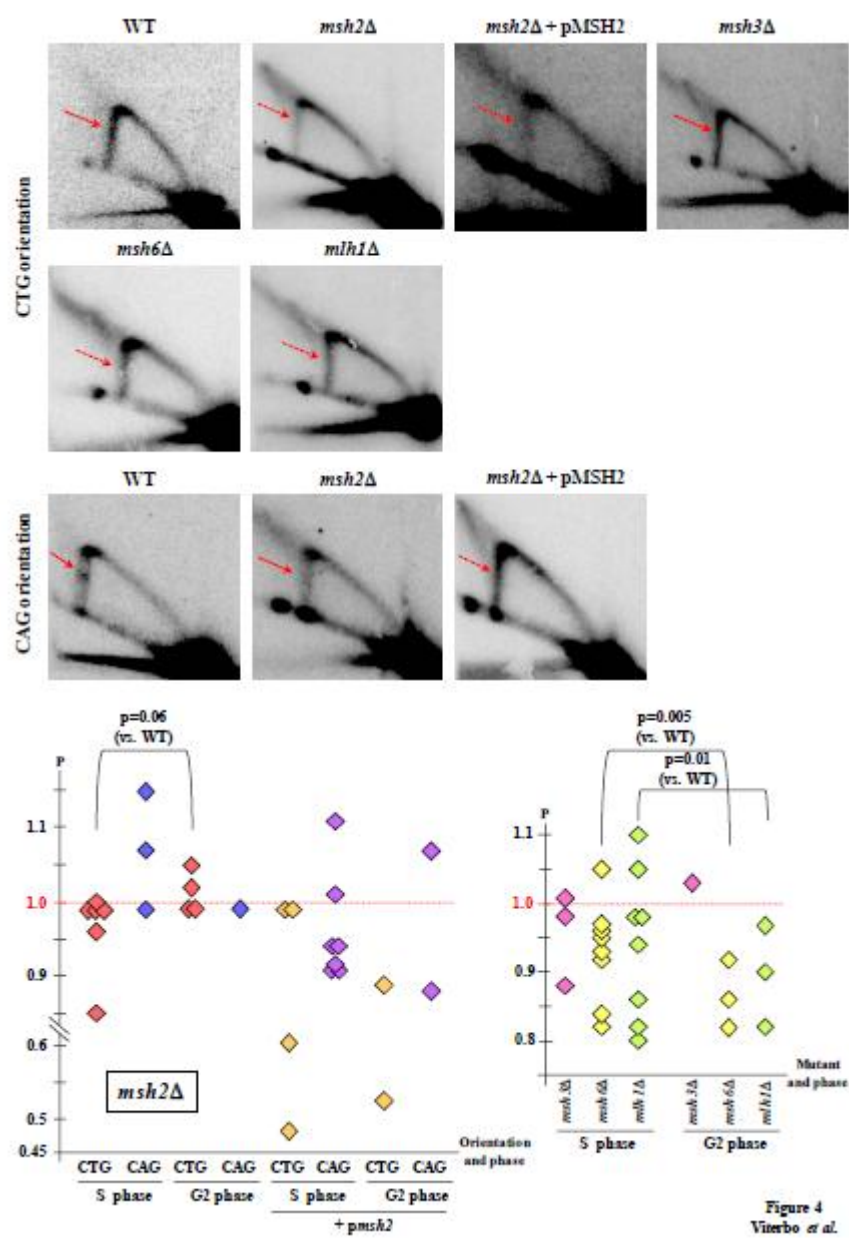 WT
msh2Δ
msh2Δ + pMSH2
msh3Δ
CTG orientation
msh6Δ
mlh1Δ
WT
msh2Δ
msh2Δ + pMSH2
CAG orientation
p=0.06
(vs. WT)
P
1.1
1.0
0.9
0.6
0.5
0.45
msh2Δ
Orientation
and phase
CTG CAG CTG CAG CTG CAG CTG CAG
S phase G2 phase S phase G2 phase
+ pmsh2
p=0.005
(vs. WT)
p=0.01
(vs. WT)
P
1.1
1.0
0.9
0.8
Mutant
and phase
msh3Δ
msh6Δ
mlh1Δ
msh3Δ
msh6Δ
mlh1Δ
S phase G2 phase
Figure 4
Viterbo et al.